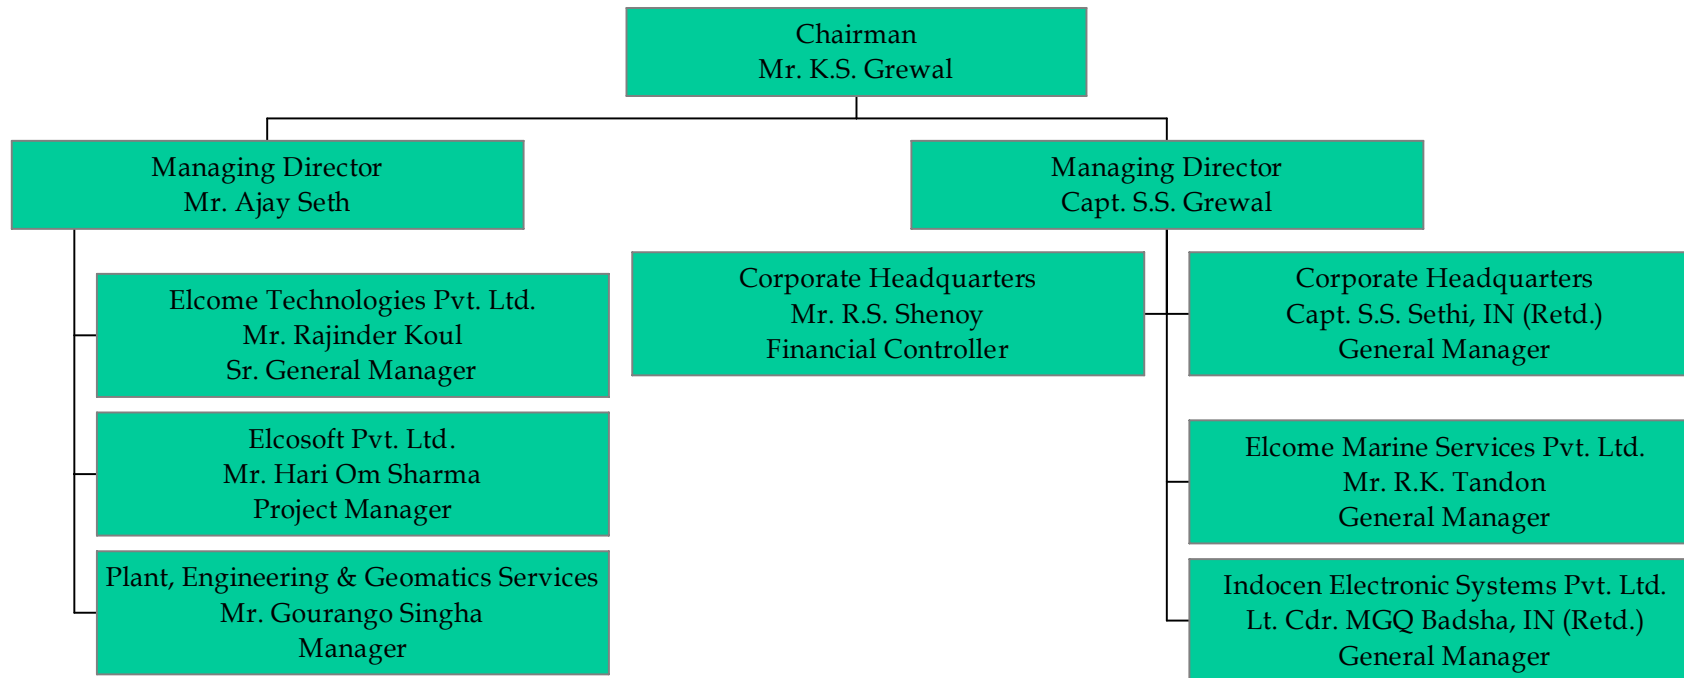 Chairman
Mr. K.S. Grewal
Managing Director
Mr. Ajay Seth
Managing Director
Capt. S.S. Grewal
Elcome Technologies Pvt. Ltd.
Mr. Rajinder Koul
Sr. General Manager
Elcosoft Pvt. Ltd.
Mr. Hari Om Sharma
Project Manager
Plant, Engineering & Geomatics Services
Mr. Gourango Singha
Manager
Corporate Headquarters
Mr. R.S. Shenoy
Financial Controller
Corporate Headquarters
Capt. S.S. Sethi, IN (Retd.)
General Manager
Elcome Marine Services Pvt. Ltd.
Mr. R.K. Tandon
General Manager
Indocen Electronic Systems Pvt. Ltd.
Lt. Cdr. MGQ Badsha, IN (Retd.)
General Manager